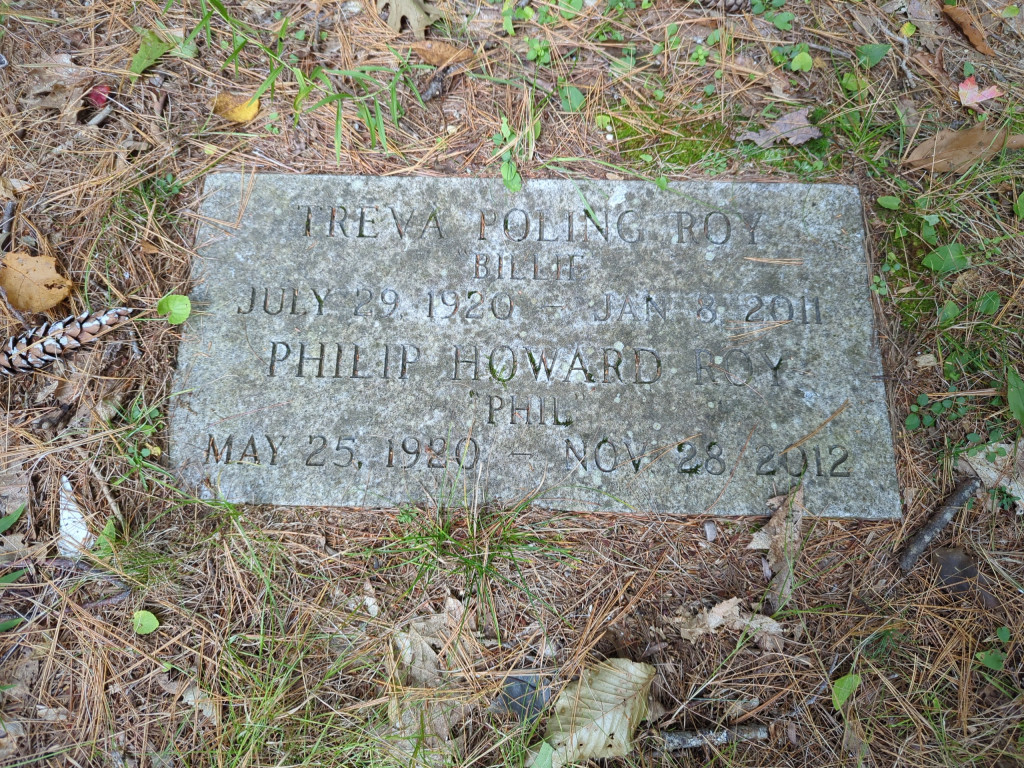 TREVA POLING ROY
BILLIE
JULY 29 1920 – JAN 8 2011
PHILIP HOWARD ROY
"PHIL"
MAY 25, 1920 – NOV 28 2012